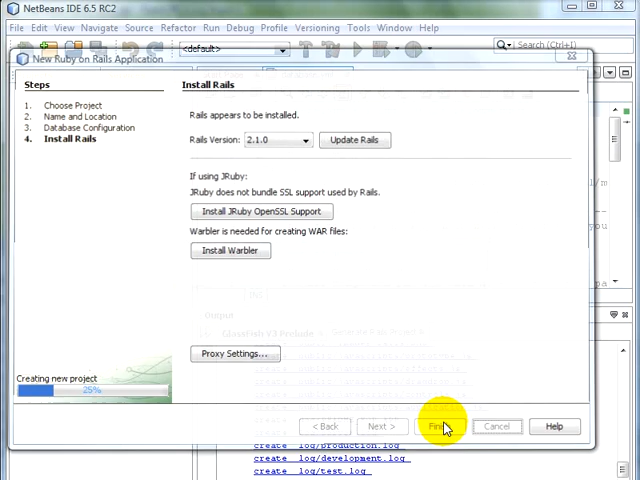 NetBeans IDE 6.5 RC2
File Edit View Navigate Source Refactor Run Debug Profile Versioning Tools Window Help
<default>
Search (Ctrl+I)
New Ruby on Rails Application
Steps
1. Choose Project
2. Name and Location
3. Database Configuration
4. Install Rails
Install Rails
Rails appears to be installed.
Rails Version: 2.1.0 Update Rails
If using JRuby:
JRuby does not bundle SSL support used by Rails.
Install JRuby OpenSSL Support
Warbler is needed for creating WAR files:
Install Warbler
Output
GlassFish V3 Prelude
Proxy Settings...
Creating new project
25%
< Back Next > Cancel Help
create log/production.log
create log/development.log
create log/test.log